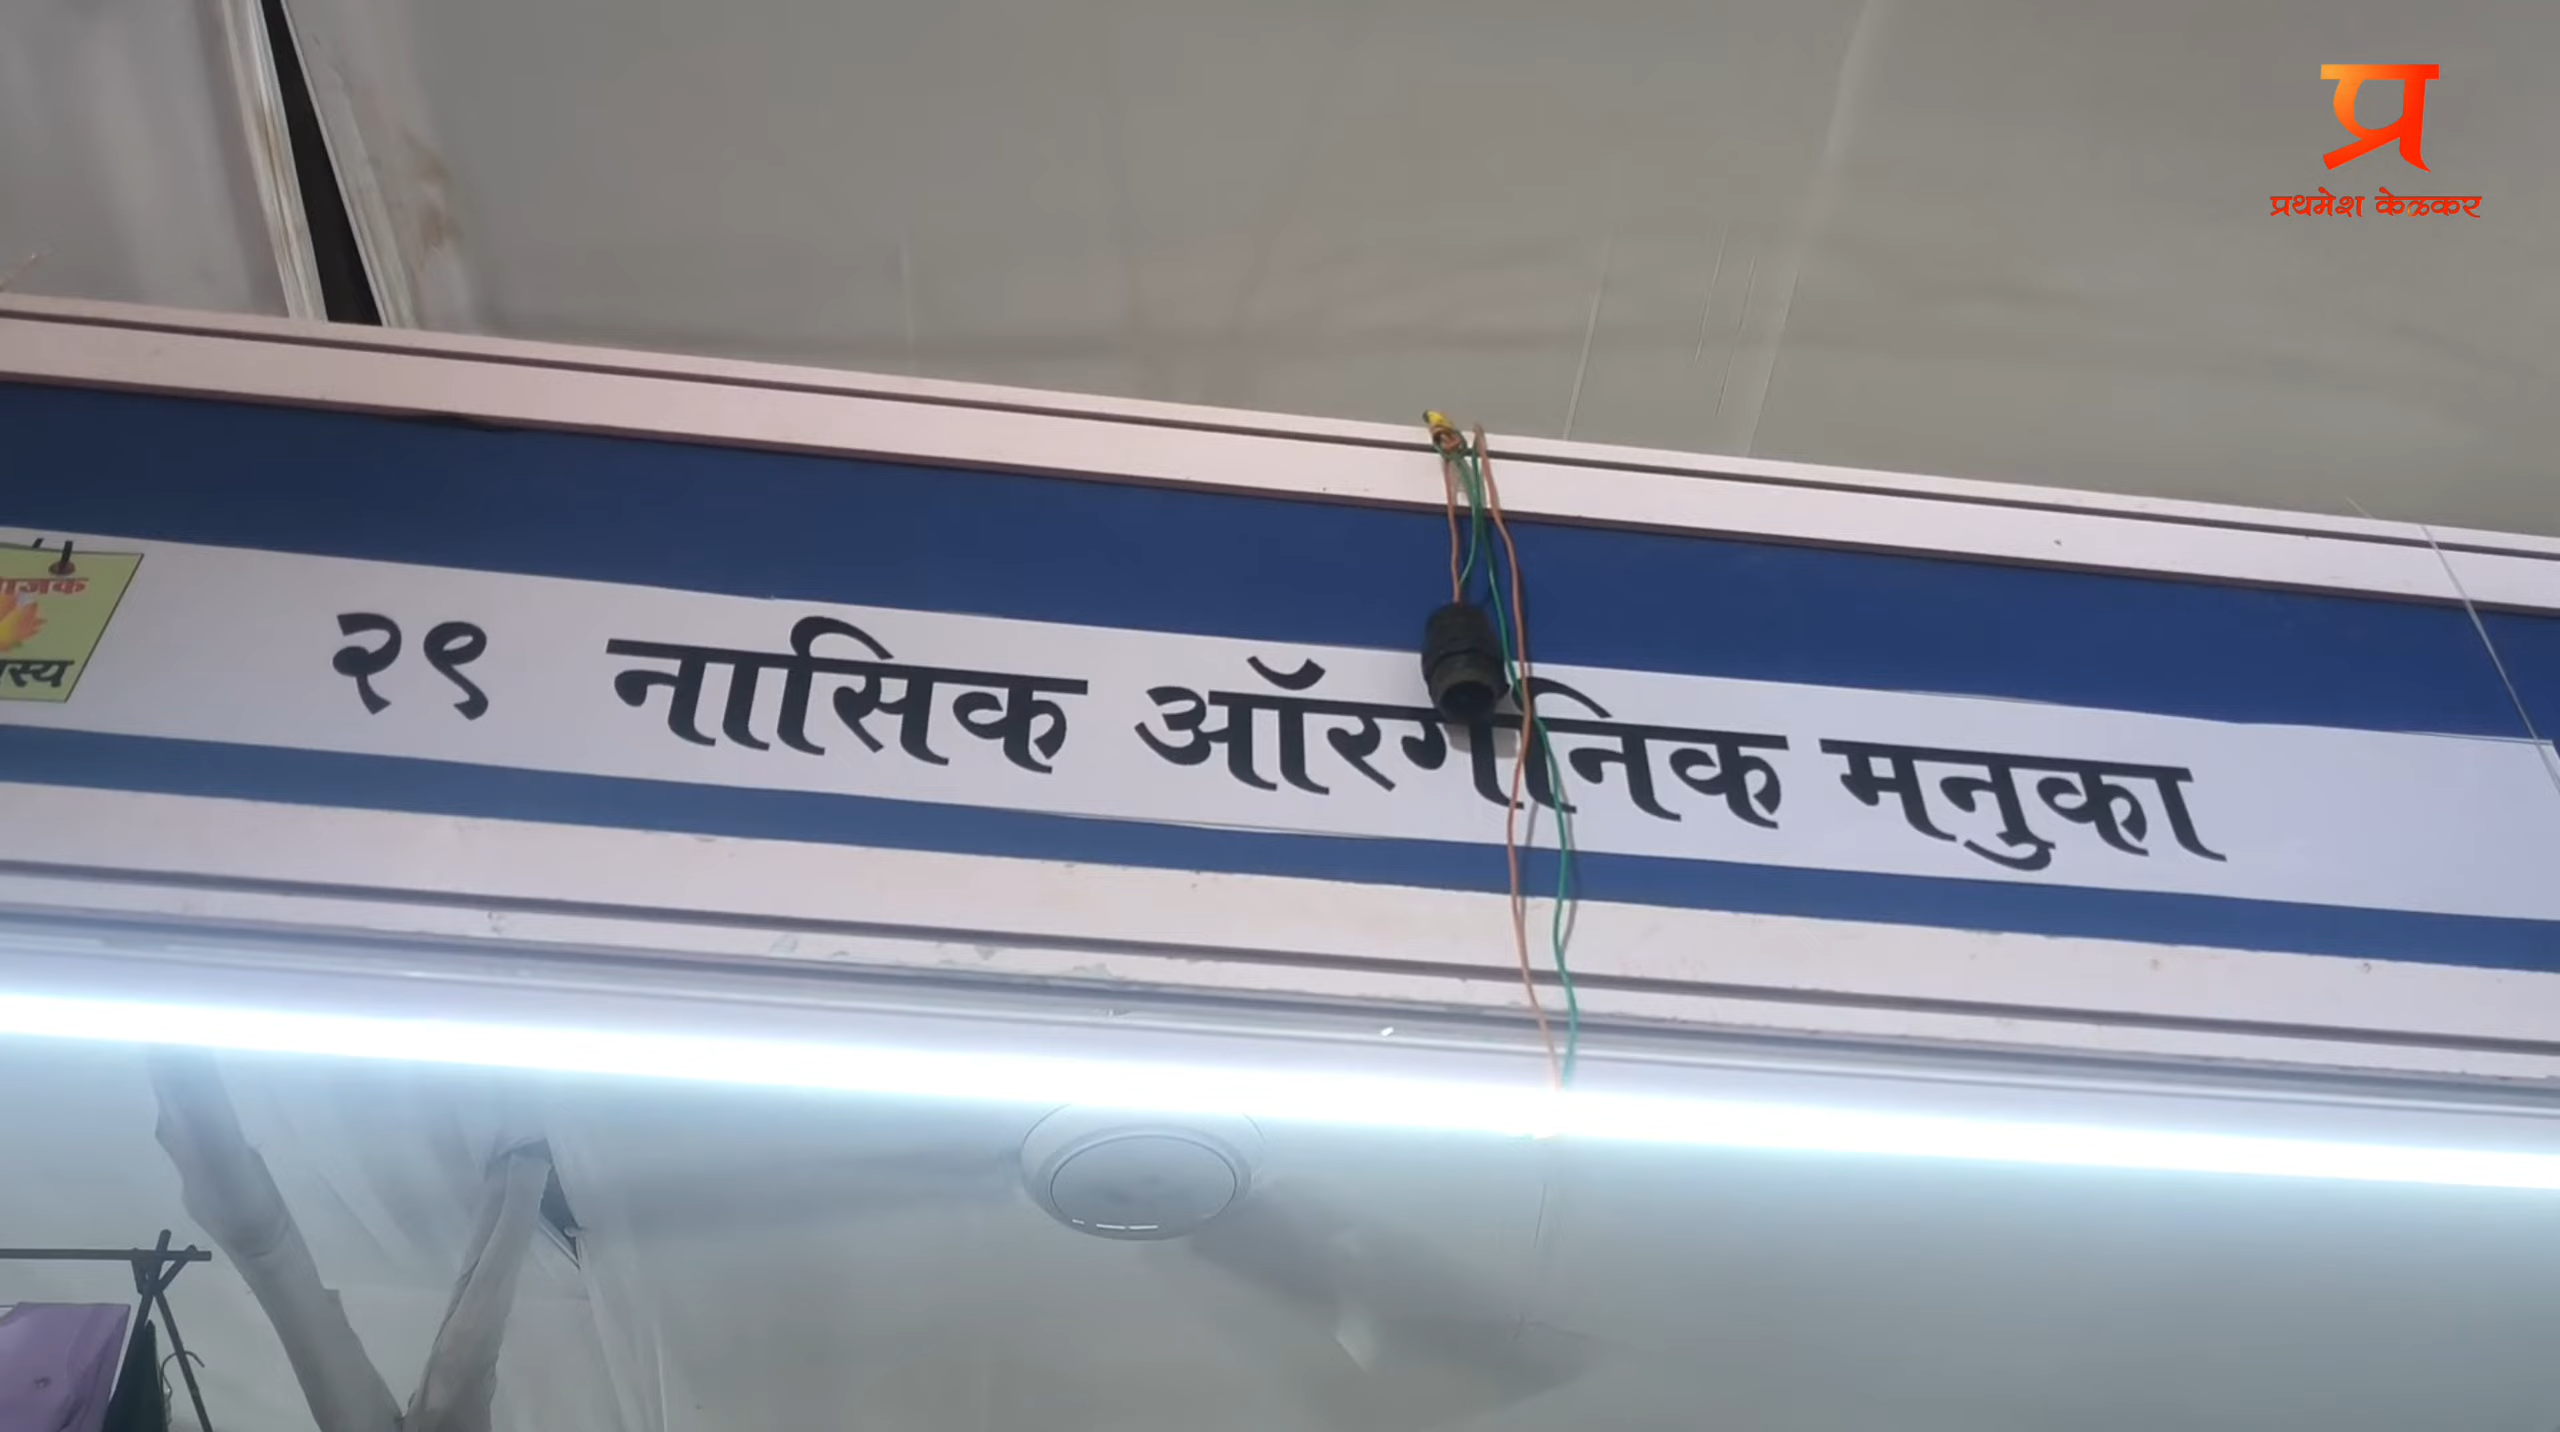 प्र
प्रथमेश केळकर
२९ नासिक ऑरगॅनिक मनुका